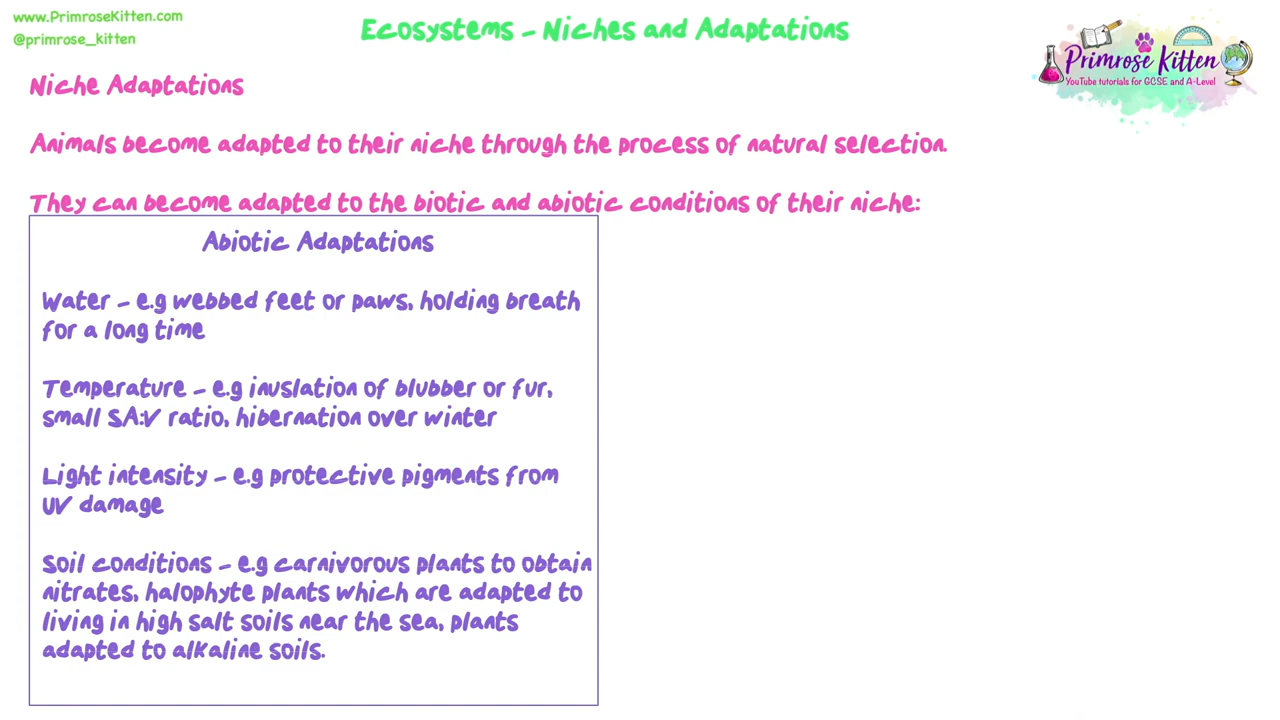 www.PrimroseKitten.com
@primrose_kitten
Ecosystems - Niches and Adaptations
Primrose Kitten
YouTube tutorials for GCSE and A-Level
Niche Adaptations
Animals become adapted to their niche through the process of natural selection.
They can become adapted to the biotic and abiotic conditions of their niche:
Abiotic Adaptations
Water - e.g webbed feet or paws, holding breath
for a long time
Temperature - e.g inuslation of blubber or fur,
small SA:V ratio, hibernation over winter
Light intensity - e.g protective pigments from
UV damage
Soil conditions - e.g carnivorous plants to obtain
nitrates, halophyte plants which are adapted to
living in high salt soils near the sea, plants
adapted to alkaline soils.